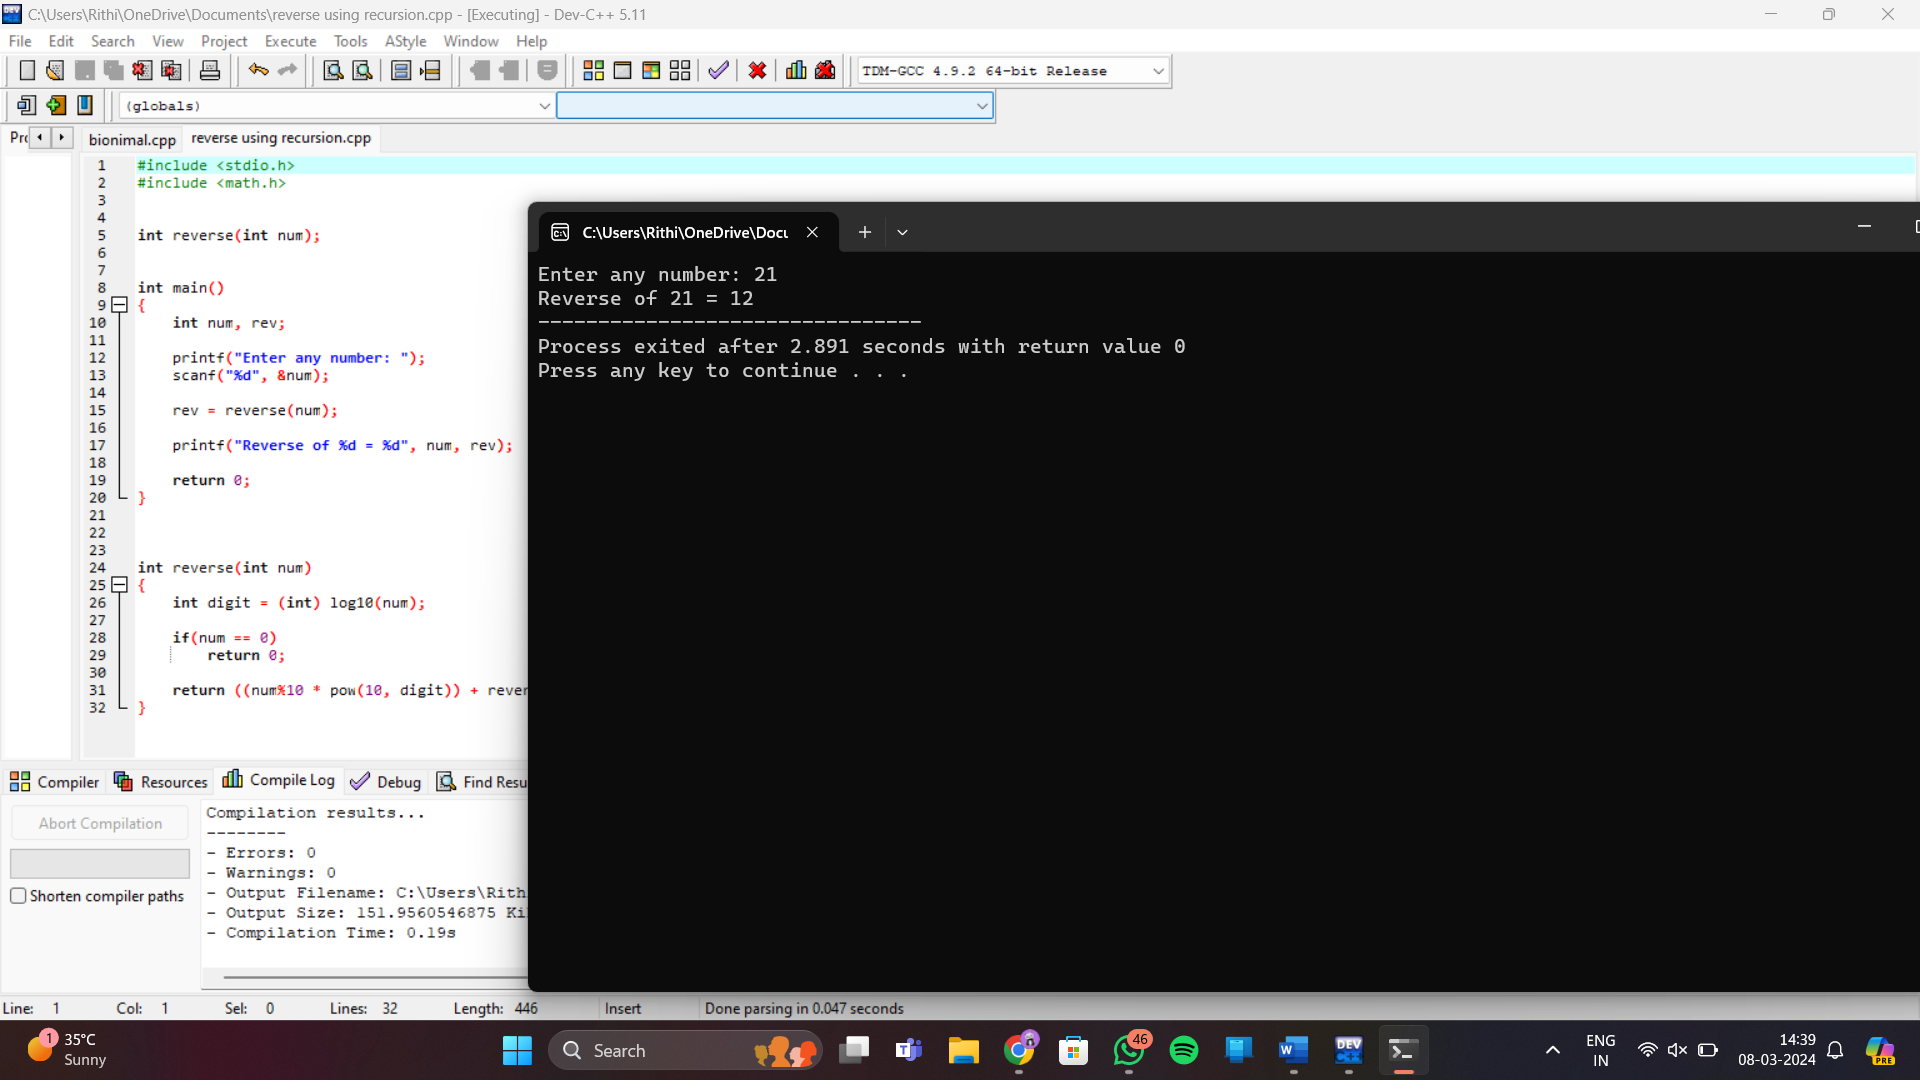 C:\Users\Rithi\OneDrive\Documents\reverse using recursion.cpp - [Executing] - Dev-C++ 5.11
File Edit Search View Project Execute Tools AStyle Window Help
TDM-GCC 4.9.2 64-bit Release
(globals)
bionimal.cpp reverse using recursion.cpp
1 #include <stdio.h>
2 #include <math.h>
3
4
5 int reverse(int num);
6
7
8 int main()
9 {
10 int num, rev;
11
12 printf("Enter any number: ");
13 scanf("%d", &num);
14
15 rev = reverse(num);
16
17 printf("Reverse of %d = %d", num, rev);
18
19 return 0;
20 }
21
22
23
24 int reverse(int num)
25 {
26 int digit = (int) log10(num);
27
28 if(num == 0)
29 return 0;
30
31 return ((num%10 * pow(10, digit)) + rever
32 }
C:\Users\Rithi\OneDrive\Docu
Enter any number: 21
Reverse of 21 = 12
--------------------------------
Process exited after 2.891 seconds with return value 0
Press any key to continue . . .
Compiler Resources Compile Log Debug Find Resu
Abort Compilation
Shorten compiler paths
Compilation results...
--------
- Errors: 0
- Warnings: 0
- Output Filename: C:\Users\Rith
- Output Size: 151.9560546875 Ki
- Compilation Time: 0.19s
Line: 1 Col: 1 Sel: 0 Lines: 32 Length: 446 Insert Done parsing in 0.047 seconds
1
35°C
Sunny
Search
46
DEV
C++
ENG
IN
14:39
08-03-2024
PRE